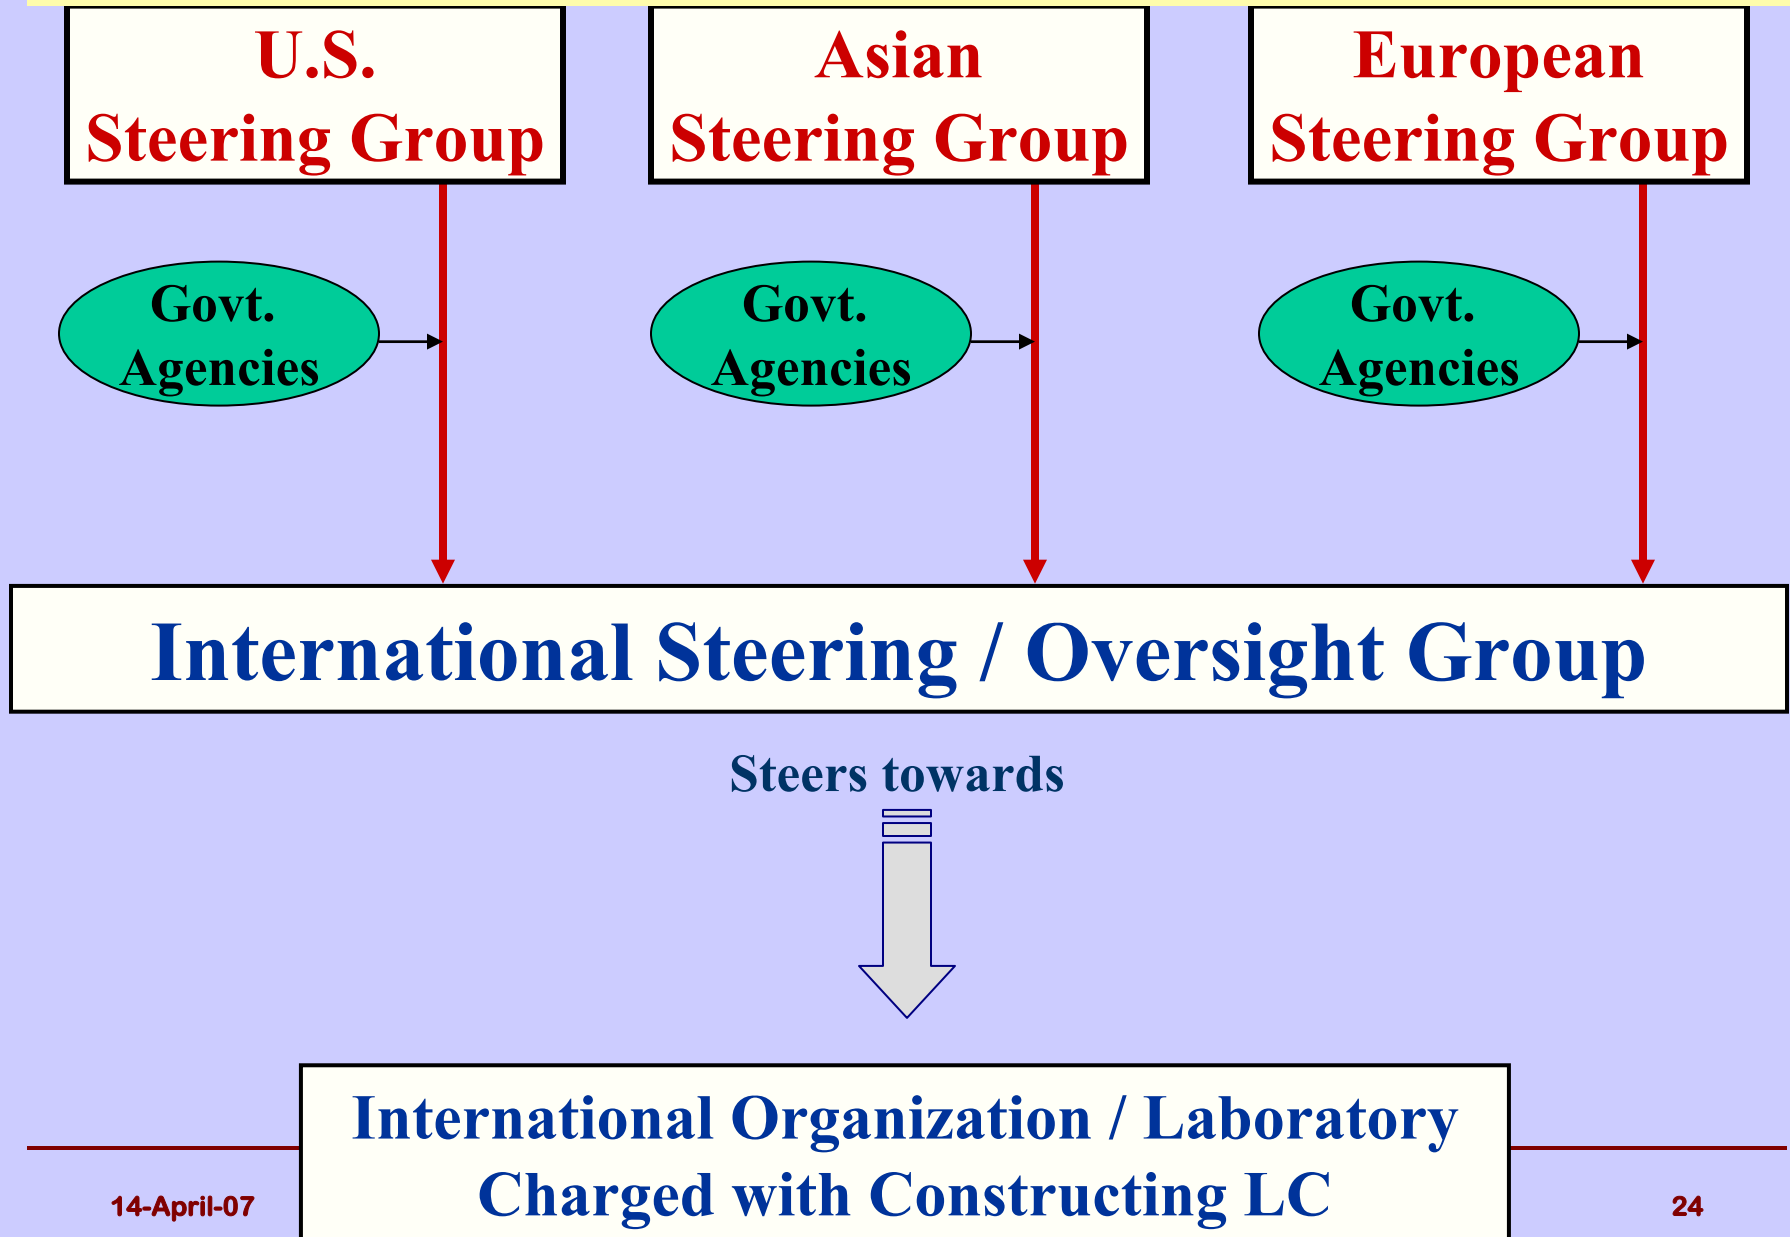 U.S.
Steering Group
Asian
Steering Group
European
Steering Group
Govt.
Agencies
Govt.
Agencies
Govt.
Agencies
International Steering / Oversight Group
Steers towards
International Organization / Laboratory
Charged with Constructing LC
14-April-07
24